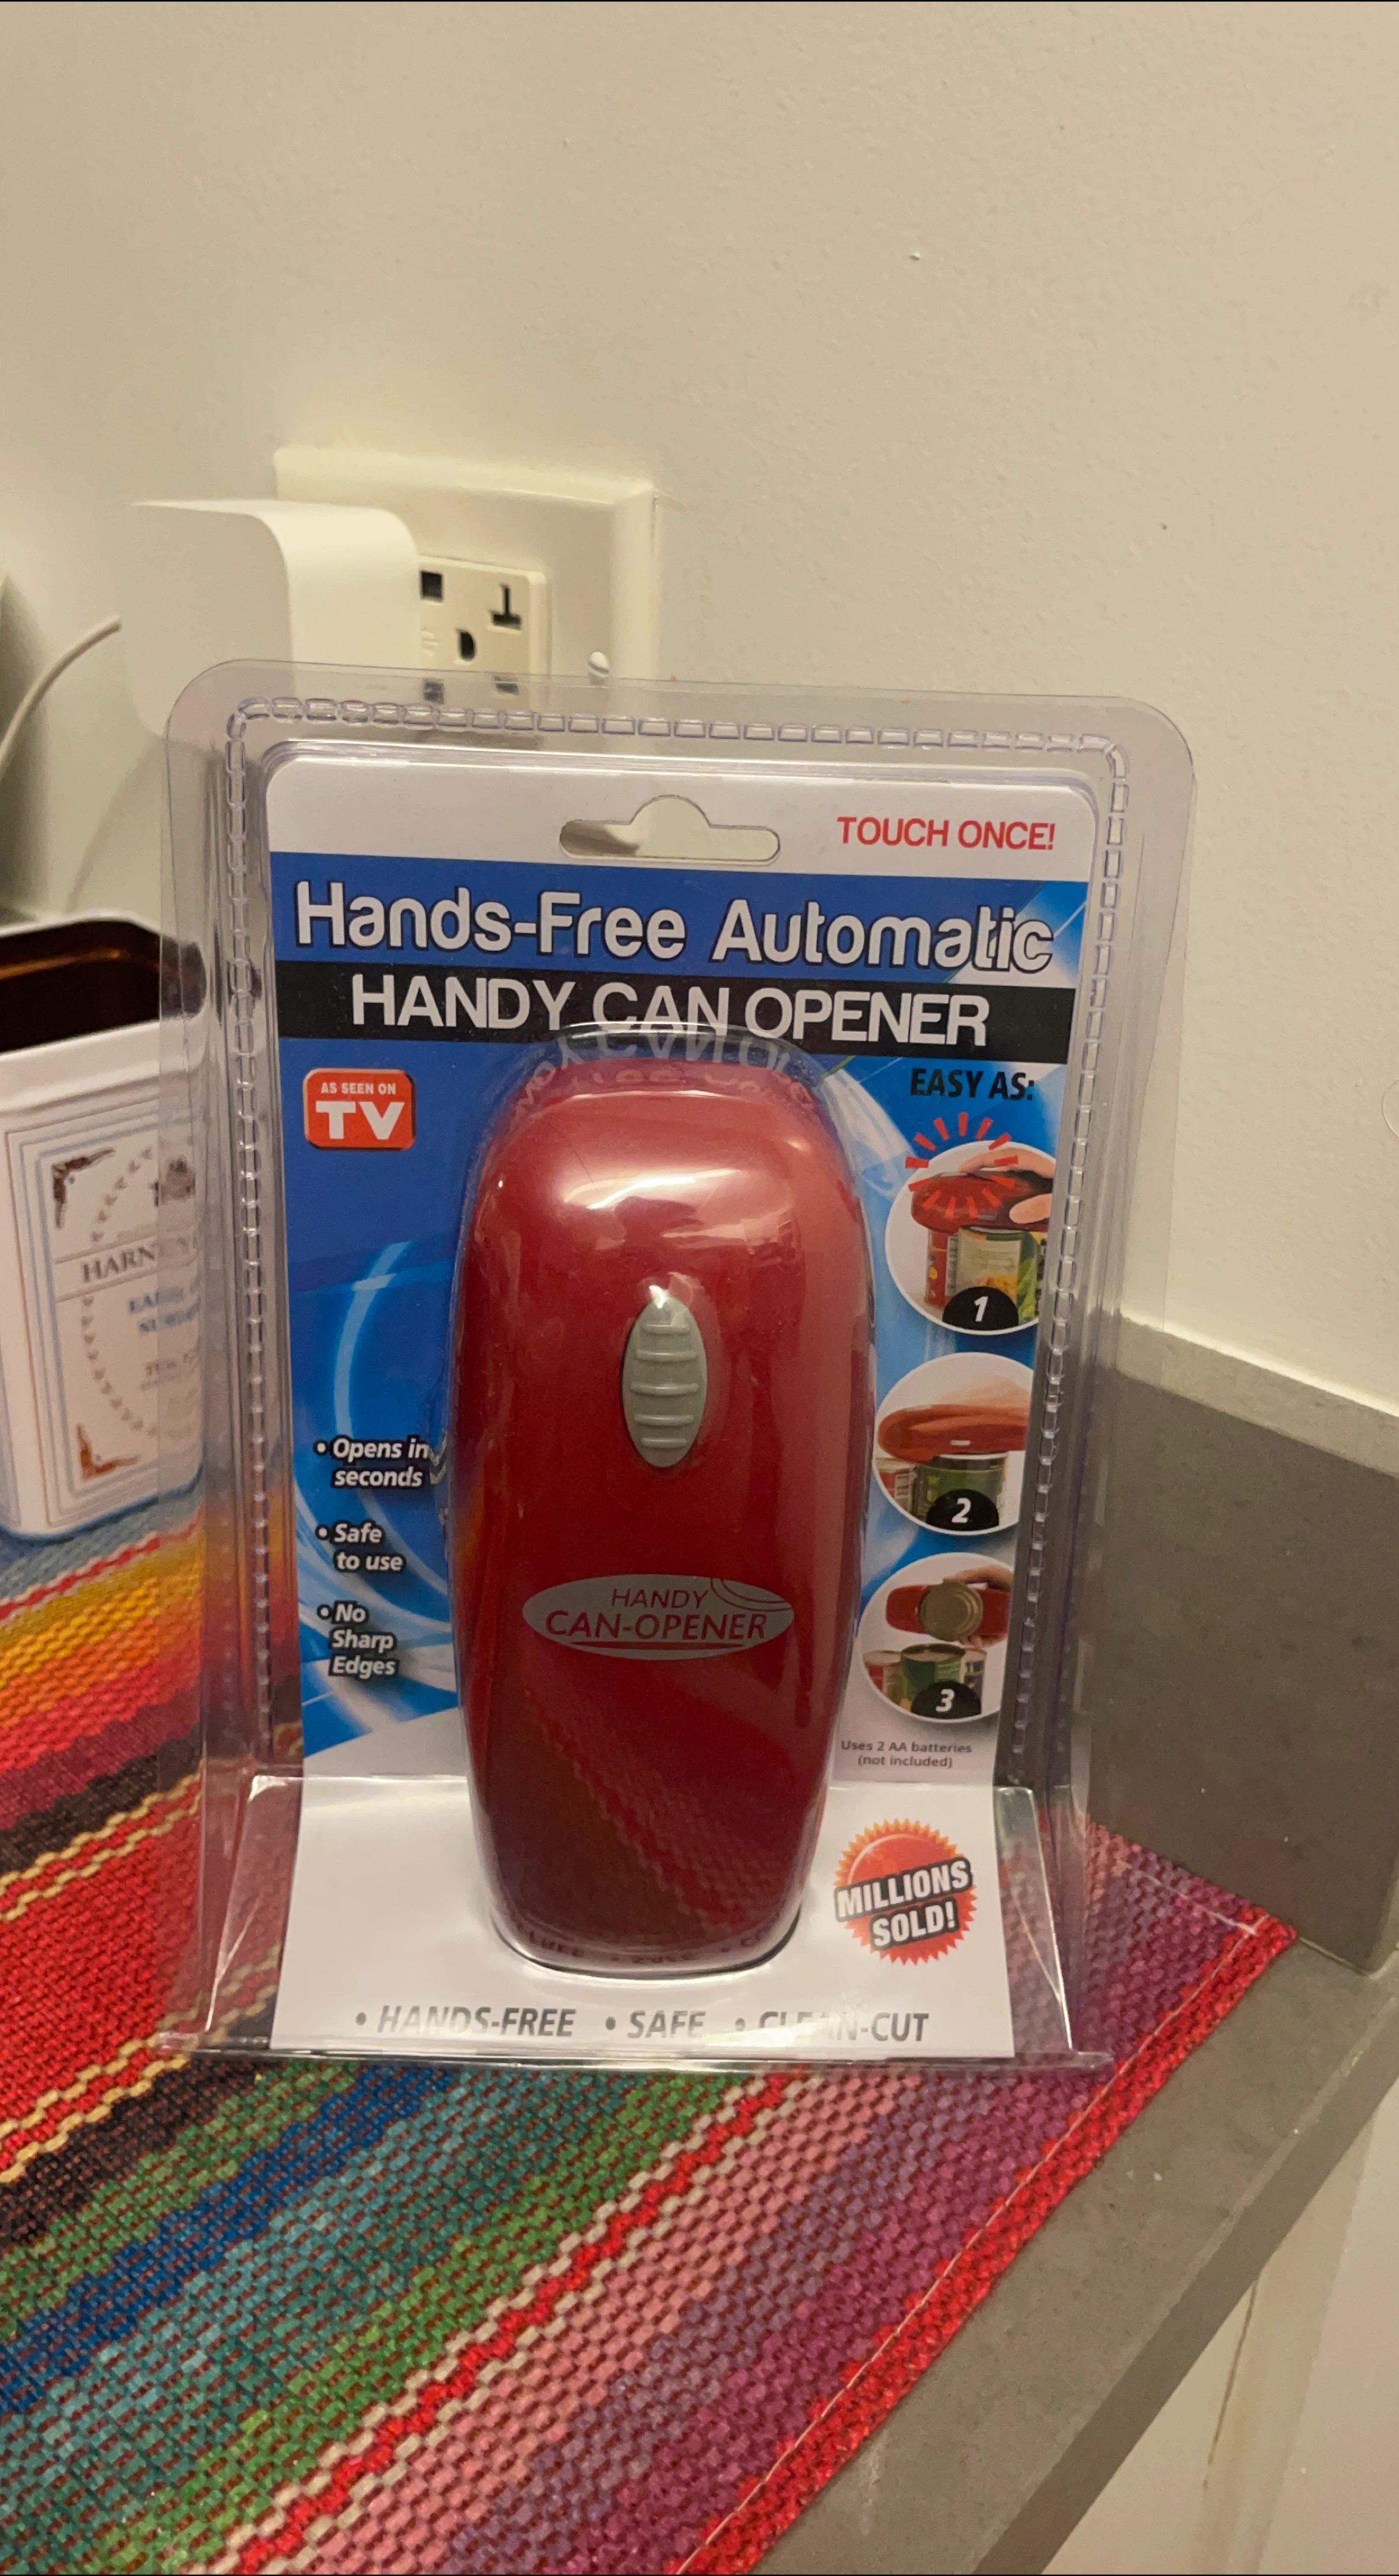 TOUCH ONCE!
Hands-Free Automatic
HANDY CAN OPENER
AS SEEN ON
TV
EASY AS:
1
2
3
• Opens in
seconds
• Safe
to use
• No
Sharp
Edges
HANDY
CAN-OPENER
Uses 2 AA batteries
(not included)
MILLIONS
SOLD!
• HANDS-FREE • SAFE • CLEAN-CUT